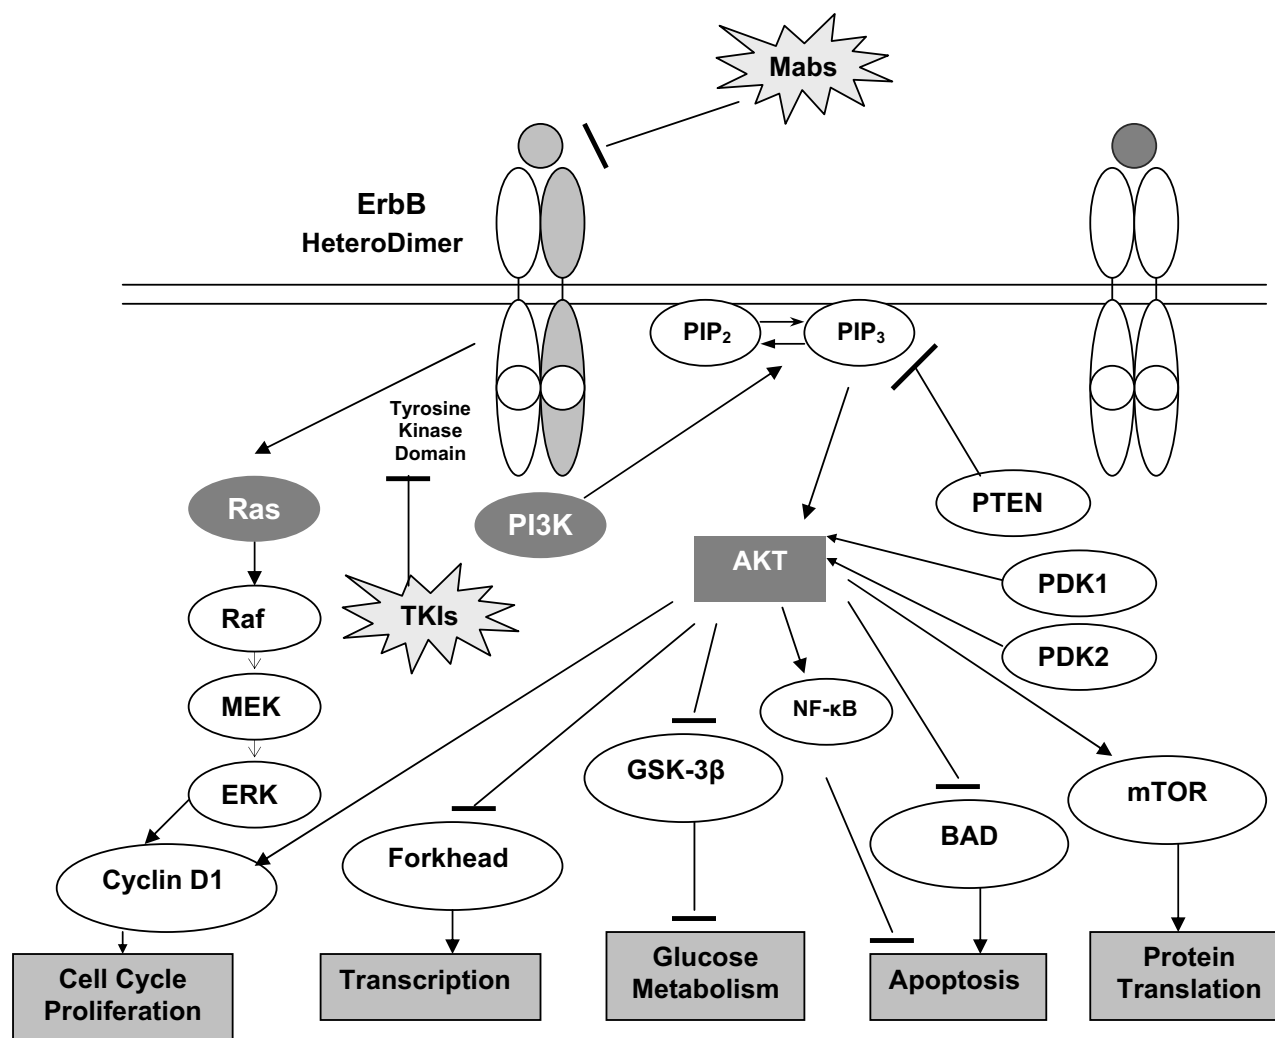 Mabs
ErbB
HeteroDimer
PIP₂
PIP₃
Tyrosine
Kinase
Domain
Ras
PI3K
PTEN
AKT
PDK1
Raf
TKIs
PDK2
MEK
NF-κB
GSK-3β
ERK
mTOR
BAD
Forkhead
Cyclin D1
Cell Cycle
Proliferation
Transcription
Glucose
Metabolism
Apoptosis
Protein
Translation